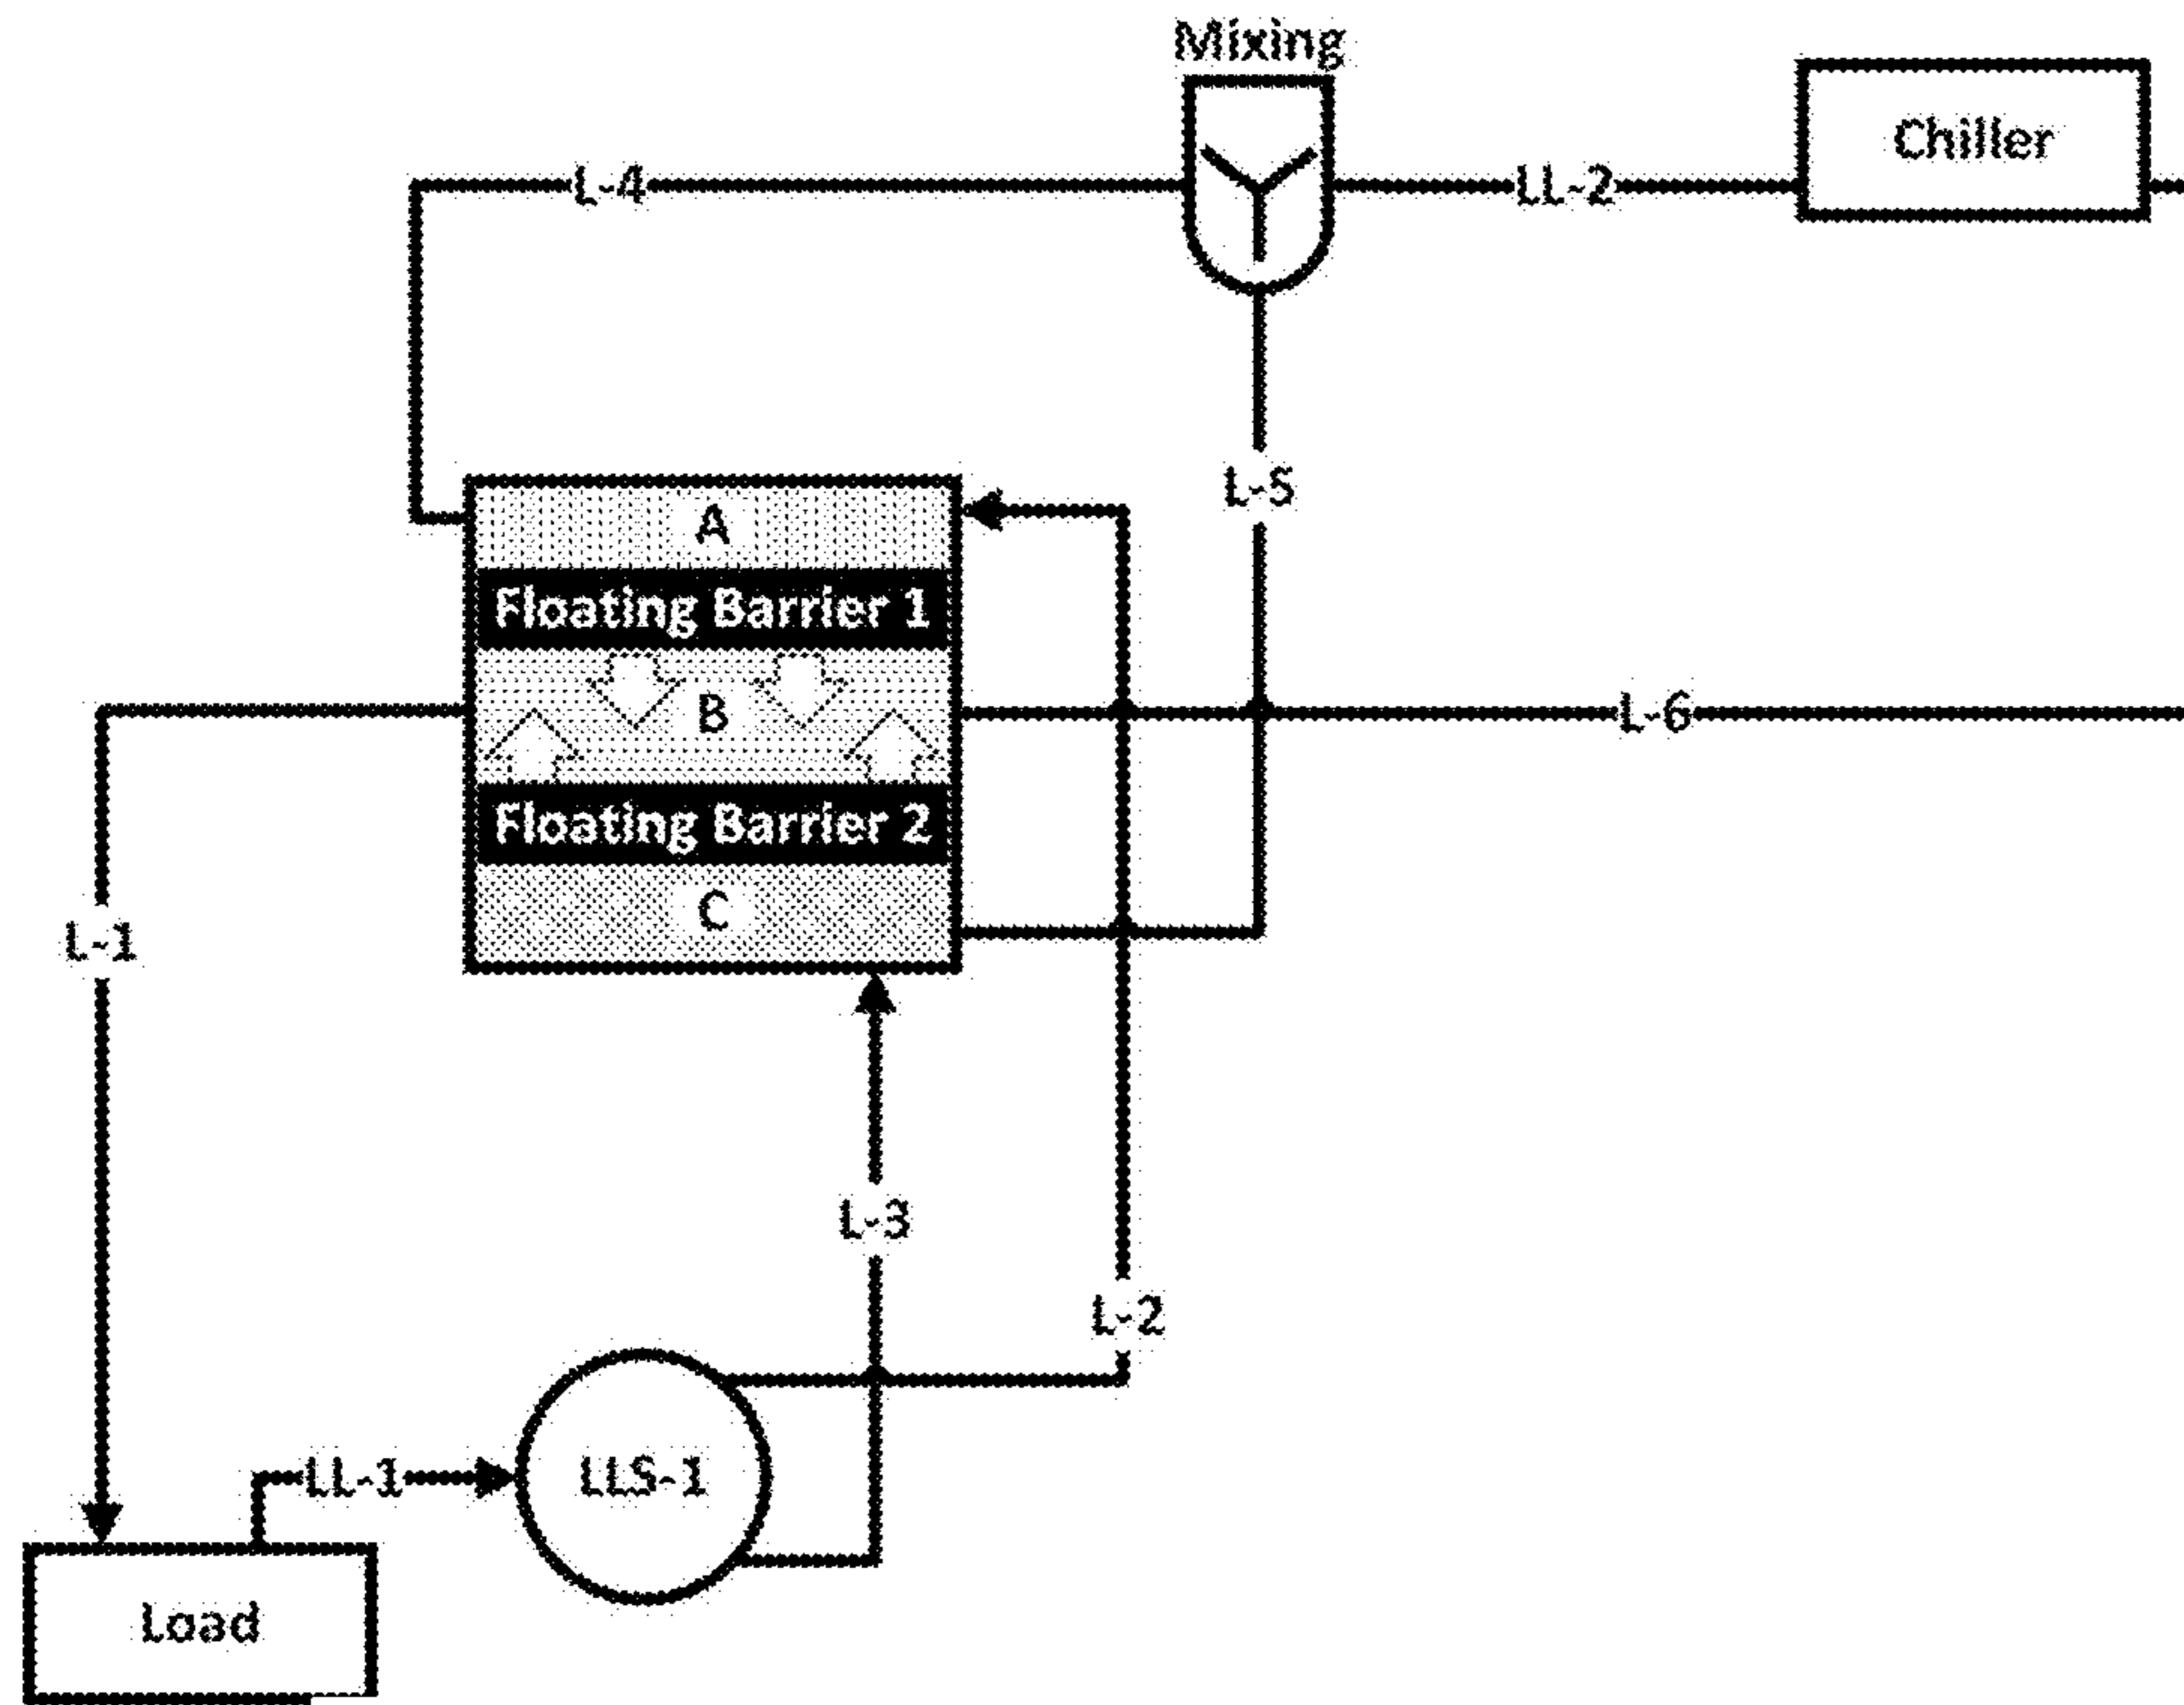 Mixing
Chiller
L-4
LL-2
L-5
A
Floating Barrier 1
B
L-6
Floating Barrier 2
C
L-1
L-3
L-2
LL-1
LLS-1
Load